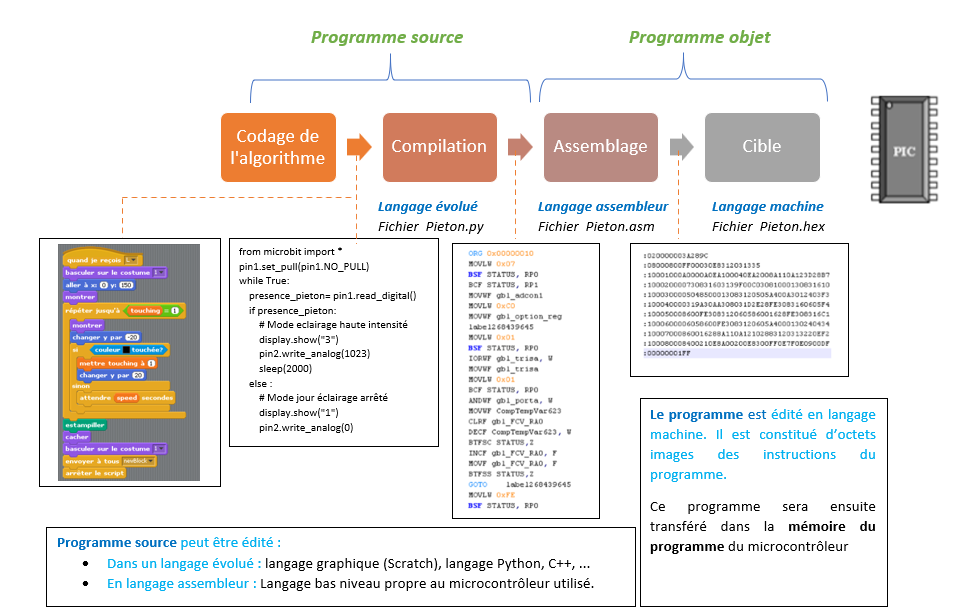 Programme source
Programme objet
Codage de
l'algorithme
Compilation
Assemblage
Cible
PIC
Langage évolué
Fichier Pieton.py
Langage assembleur
Fichier Pieton.asm
Langage machine
Fichier Pieton.hex
quand je reçoie
basculer sur le costume 1
aller à x: 0 y: 150
montrer
répéter jusqu'à touching = 1
montrer
changer y par -20
si couleur touchée?
mettre touching à 1
changer y par 20
sinon
attendre speed secondes
estampiller
cacher
basculer sur le costume 1
envoyer à tous newBlock
arrêter le script
from microbit import *
pin1.set_pull(pin1.NO_PULL)
while True:
presence_pieton= pin1.read_digital()
if presence_pieton:
# Mode eclairage haute intensité
display.show("3")
pin2.write_analog(1023)
sleep(2000)
else :
# Mode jour éclairage arrêté
display.show("1")
pin2.write_analog(0)
ORG 0x00000010
MOVLW 0x07
BSF STATUS, RP0
BCF STATUS, RP1
MOVWF gbl_adcon1
MOVLW 0xC0
MOVWF gbl_option_reg
label268439645
MOVLW 0x01
BSF STATUS, RP0
IORWF gbl_trisa, W
MOVWF gbl_trisa
MOVLW 0x01
BCF STATUS, RP0
ANDWF gbl_porta, W
MOVWF CompTempVar623
CLRF gbl_FCV_RA0
DECF CompTempVar623, W
BTFSC STATUS,Z
INCF gbl_FCV_RA0, F
MOVF gbl_FCV_RA0, F
BTFSS STATUS,Z
GOTO label268439645
MOVLW 0xFE
BSF STATUS, RP0
:020000003A289C
:08000800FF00030E8312031335
:00000001FF
Le programme est édité en langage
machine. Il est constitué d'octets
images des instructions du
programme.
Ce programme sera ensuite
transféré dans la mémoire du
programme du microcontrôleur
Programme source peut être édité :
• Dans un langage évolué : langage graphique (Scratch), langage Python, C++, ...
• En langage assembleur : Langage bas niveau propre au microcontrôleur utilisé.